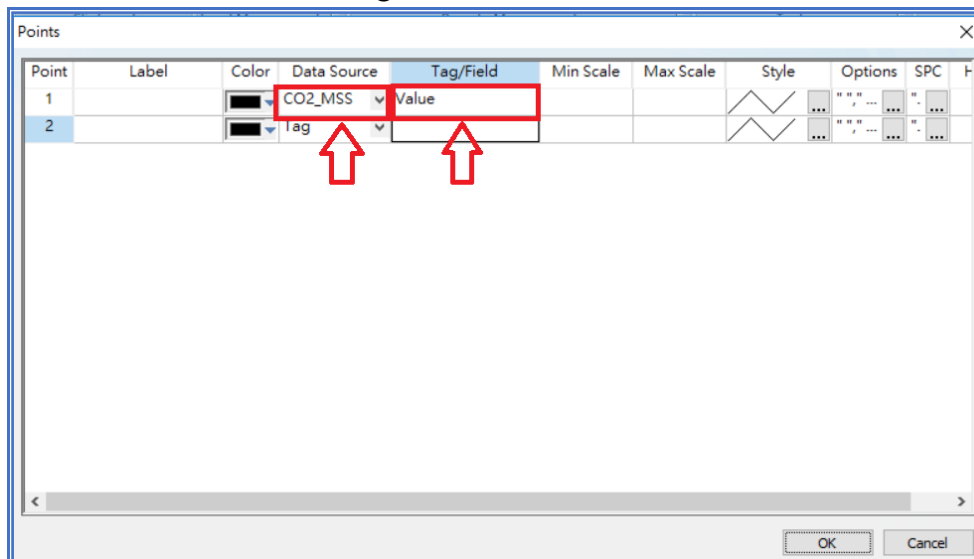 Points
Point Label Color Data Source Tag/Field Min Scale Max Scale Style Options SPC
1 CO2_MSS Value ... " "," ... ... ". ...
2 Tag ... " "," ... ... ". ...
OK Cancel